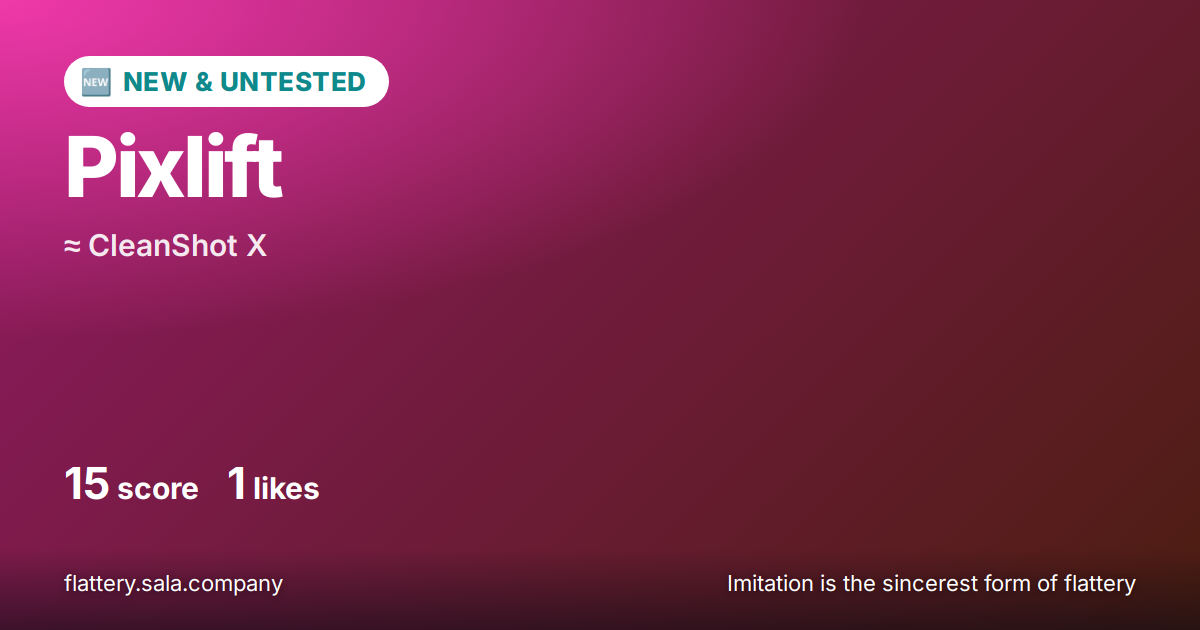 🆕 NEW & UNTESTED
Pixlift
≈ CleanShot X
15 score 1 likes
flattery.sala.company
Imitation is the sincerest form of flattery